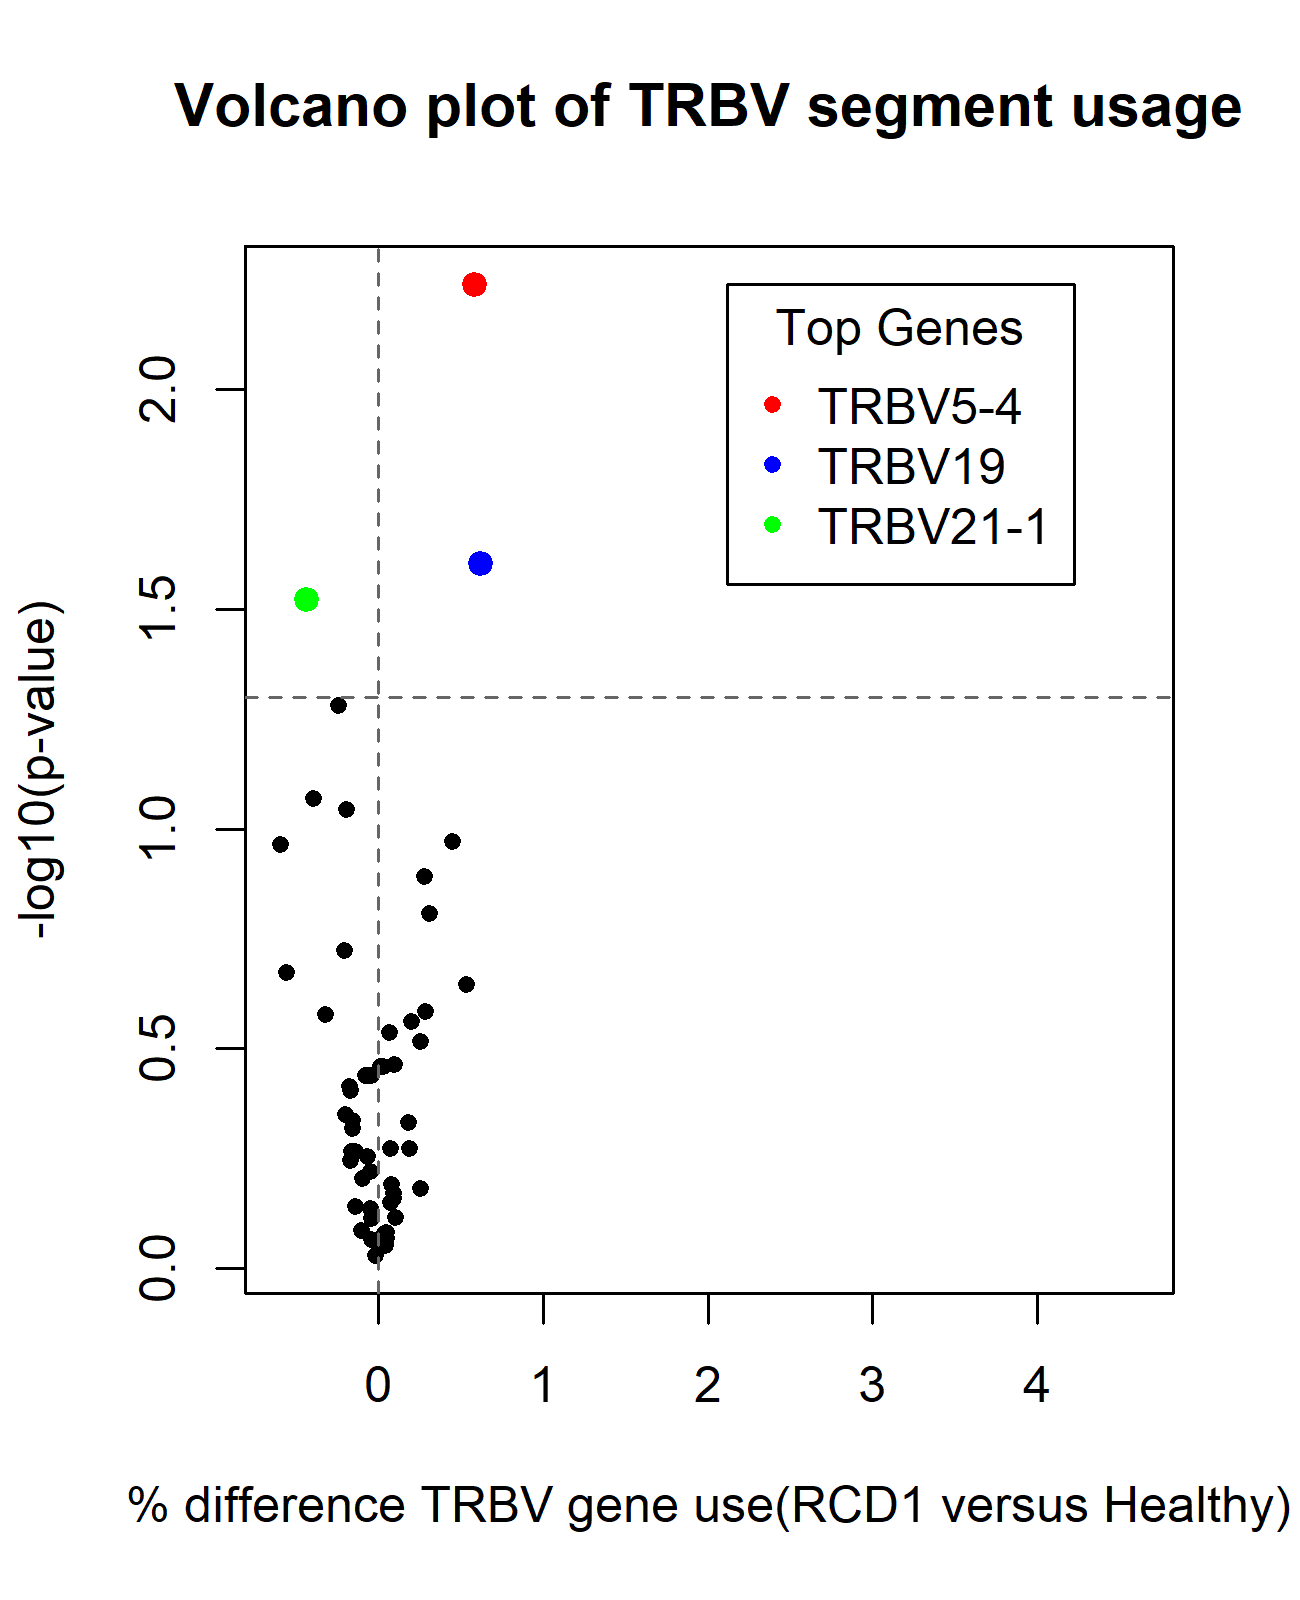 Volcano plot of TRBV segment usage
Top Genes
TRBV5-4
TRBV19
TRBV21-1
-log10(p-value)
2.0
1.5
1.0
0.5
0.0
0 1 2 3 4
% difference TRBV gene use(RCD1 versus Healthy)